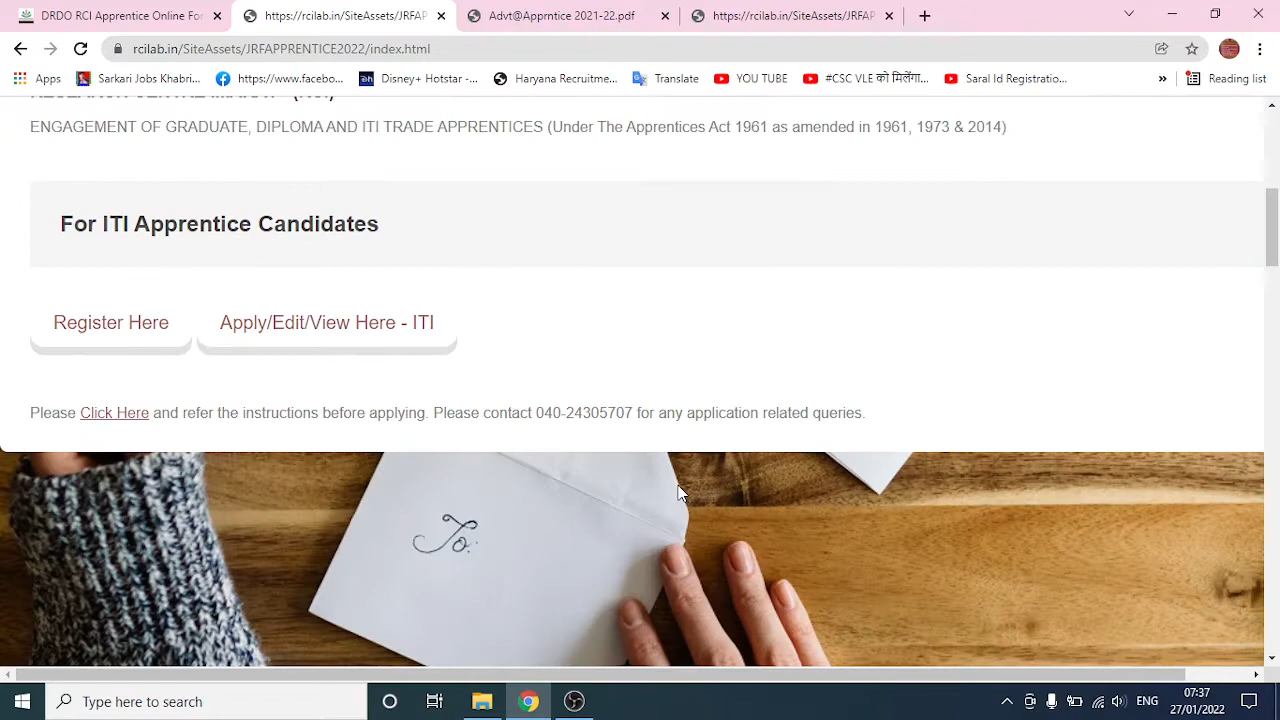 DRDO RCI Apprentice Online For
https://rcilab.in/SiteAssets/JRFAP
Advt@Apprntice 2021-22.pdf
https://rcilab.in/SiteAssets/JRFAP
rcilab.in/SiteAssets/JRFAPPRENTICE2022/index.html
Apps
Sarkari Jobs Khabri...
https://www.facebo...
Disney+ Hotstar -...
Haryana Recruitme...
Translate
YOU TUBE
#CSC VLE को मिलेंगा...
Saral Id Registratio...
»
Reading list
ENGAGEMENT OF GRADUATE, DIPLOMA AND ITI TRADE APPRENTICES (Under The Apprentices Act 1961 as amended in 1961, 1973 & 2014)
For ITI Apprentice Candidates
Register Here
Apply/Edit/View Here - ITI
Please Click Here and refer the instructions before applying. Please contact 040-24305707 for any application related queries.
To:
Type here to search
ENG
07:37
27/01/2022